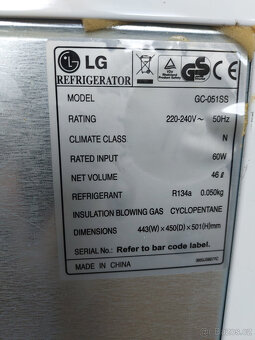 LG
REFRIGERATOR
MODEL GC-051SS
RATING 220-240V~ 50Hz
CLIMATE CLASS N
RATED INPUT 60W
NET VOLUME 46ℓ
REFRIGERANT R134a 0.050kg
INSULATION BLOWING GAS CYCLOPENTANE
DIMENSIONS 443(W) × 450(D) × 501(H)mm
SERIAL No.: Refer to bar code label.
MADE IN CHINA